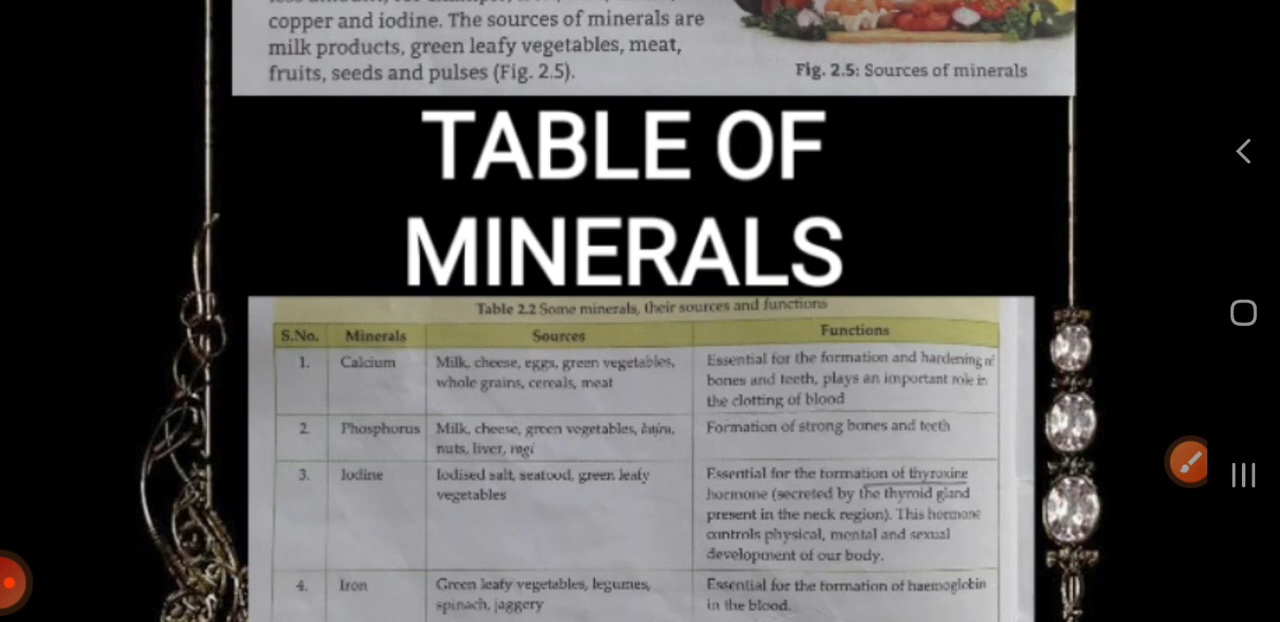 copper and iodine. The sources of minerals are
milk products, green leafy vegetables, meat,
fruits, seeds and pulses (Fig. 2.5).
Fig. 2.5: Sources of minerals
TABLE OF
MINERALS
Table 2.2 Some minerals, their sources and functions
S.No. Minerals Sources Functions
1. Calcium Milk, cheese, eggs, green vegetables, Essential for the formation and hardening of
whole grains, cereals, meat bones and teeth, plays an important role in
the clotting of blood
2. Phosphorus Milk, cheese, green vegetables, bajra, Formation of strong bones and teeth
nuts, liver, ragi
3. Iodine Iodised salt, seafood, green leafy Essential for the formation of thyroxine
vegetables hormone (secreted by the thyroid gland
present in the neck region). This hormone
controls physical, mental and sexual
development of our body.
4. Iron Green leafy vegetables, legumes, Essential for the formation of haemoglobin
spinach, jaggery in the blood.